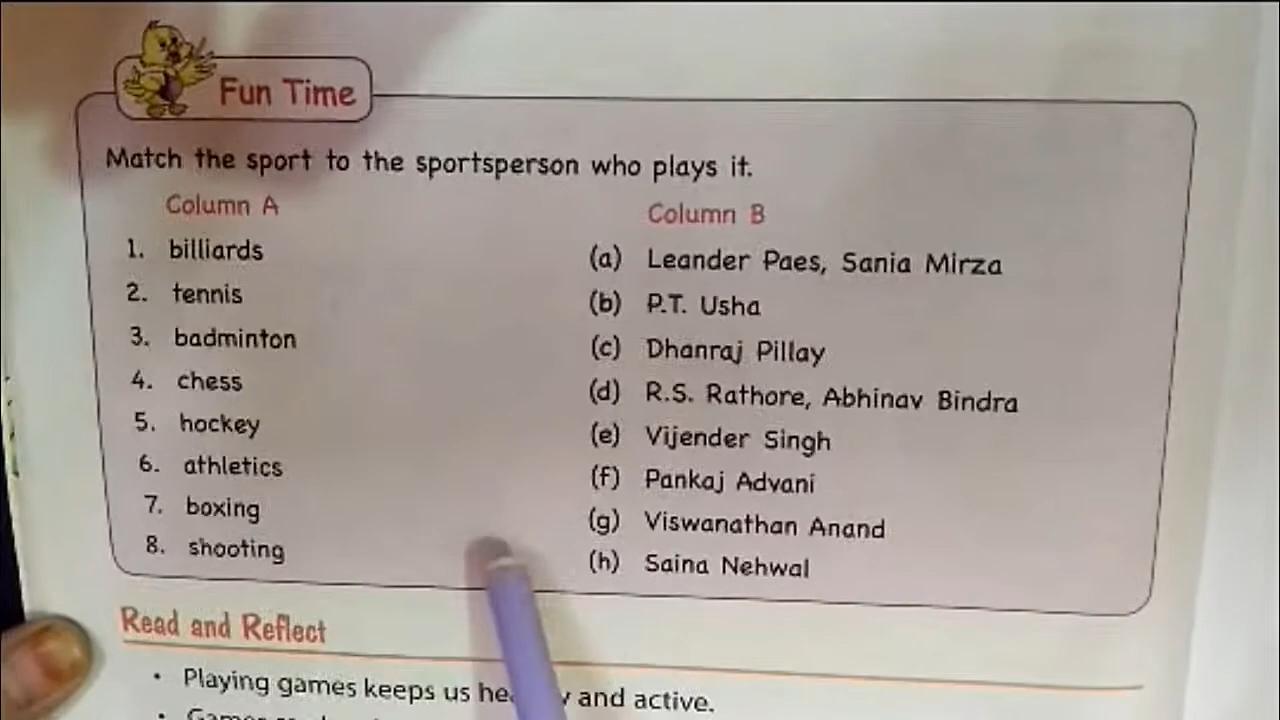 Fun Time
Match the sport to the sportsperson who plays it.
Column A
Column B
1. billiards
(a) Leander Paes, Sania Mirza
2. tennis
(b) P.T. Usha
3. badminton
(c) Dhanraj Pillay
4. chess
(d) R.S. Rathore, Abhinav Bindra
5. hockey
(e) Vijender Singh
6. athletics
(f) Pankaj Advani
7. boxing
(g) Viswanathan Anand
8. shooting
(h) Saina Nehwal
Read and Reflect
• Playing games keeps us and active.